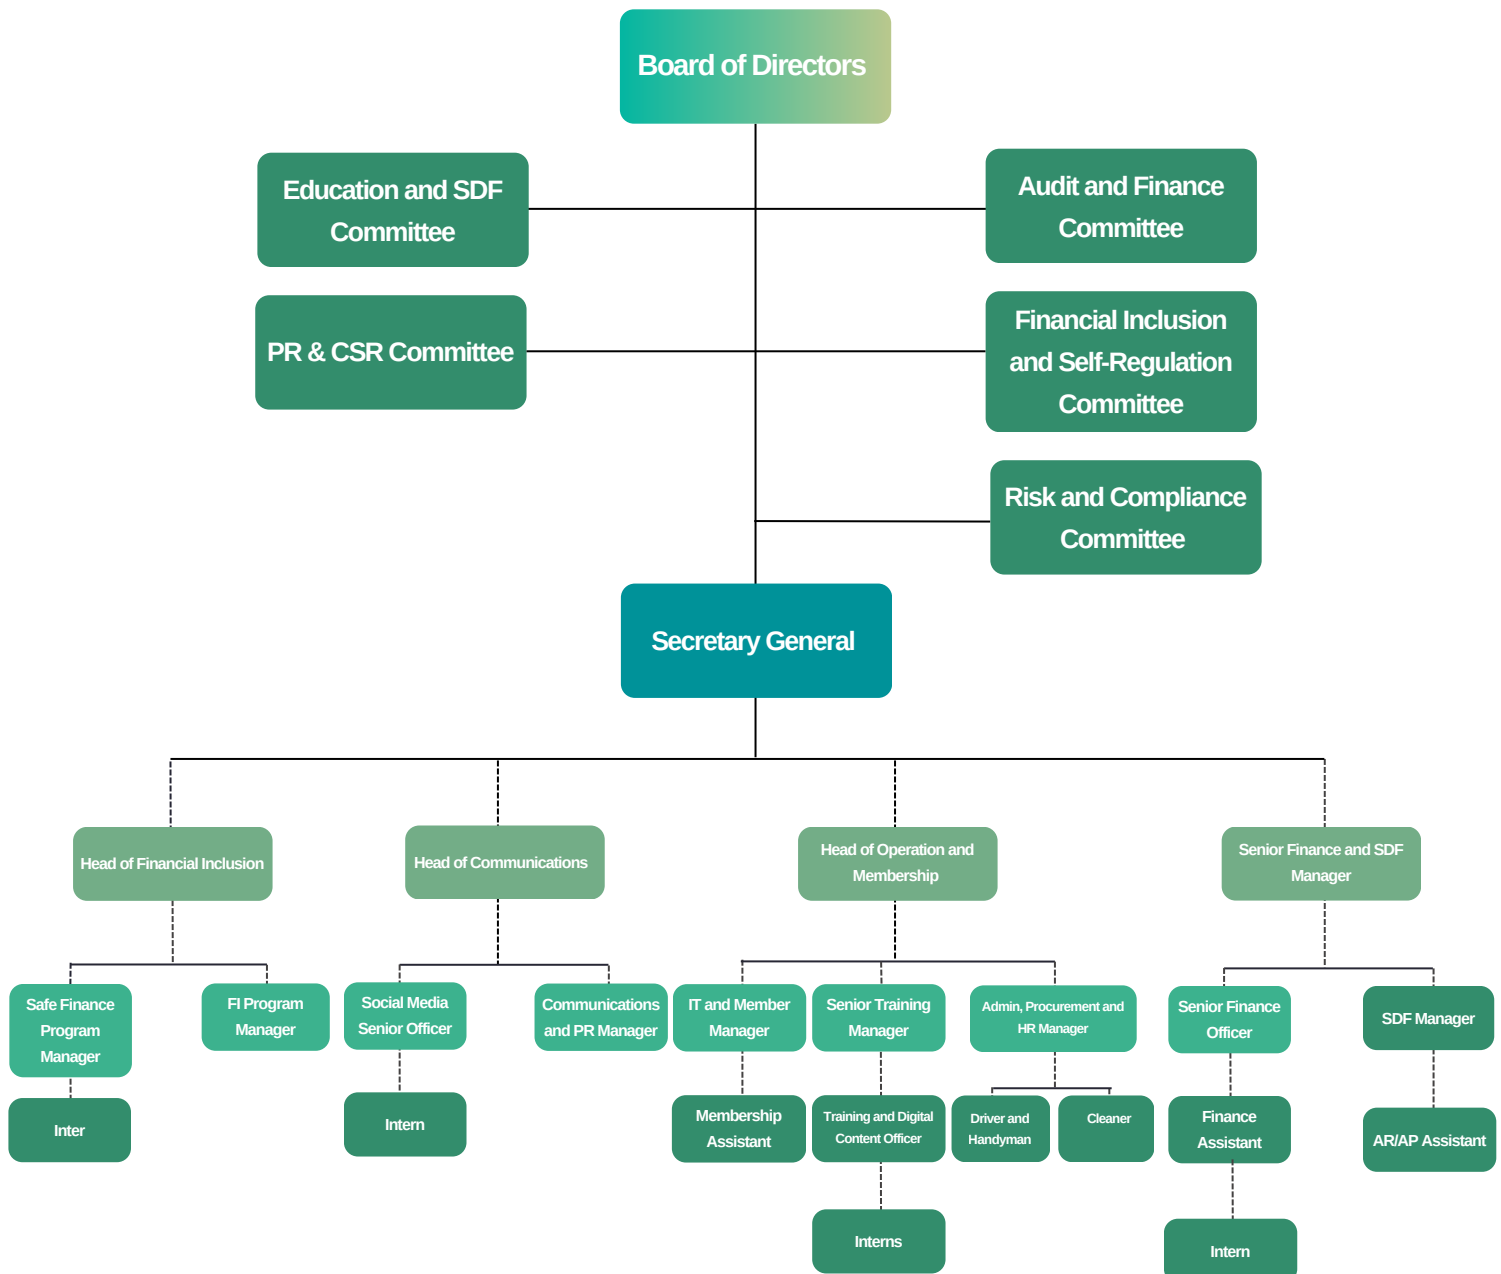 Board of Directors
Education and SDF
Committee
Audit and Finance
Committee
PR & CSR Committee
Financial Inclusion
and Self-Regulation
Committee
Risk and Compliance
Committee
Secretary General
Head of Financial Inclusion
Head of Communications
Head of Operation and
Membership
Senior Finance and SDF
Manager
Safe Finance
Program
Manager
FI Program
Manager
Social Media
Senior Officer
Communications
and PR Manager
IT and Member
Manager
Senior Training
Manager
Admin, Procurement and
HR Manager
Senior Finance
Officer
SDF Manager
Inter
Intern
Membership
Assistant
Training and Digital
Content Officer
Driver and
Handyman
Cleaner
Finance
Assistant
AR/AP Assistant
Interns
Intern